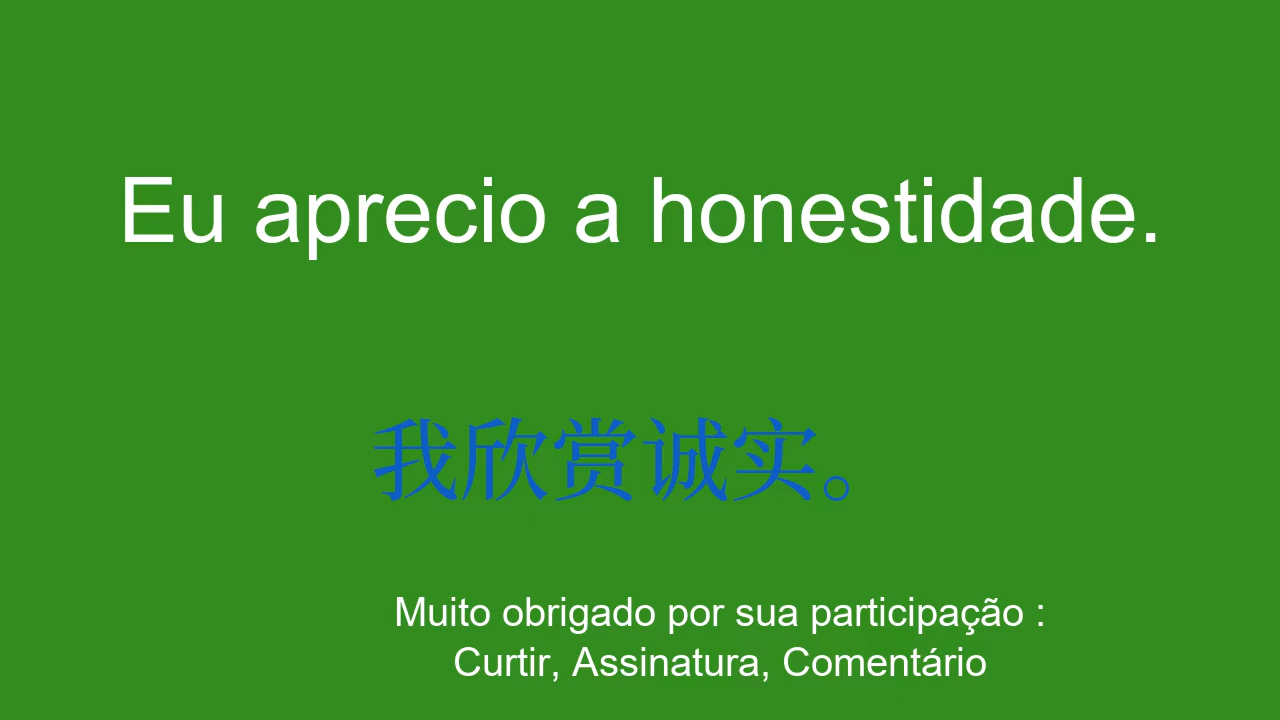 Eu aprecio a honestidade.
我欣赏诚实。
Muito obrigado por sua participação :
Curtir, Assinatura, Comentário